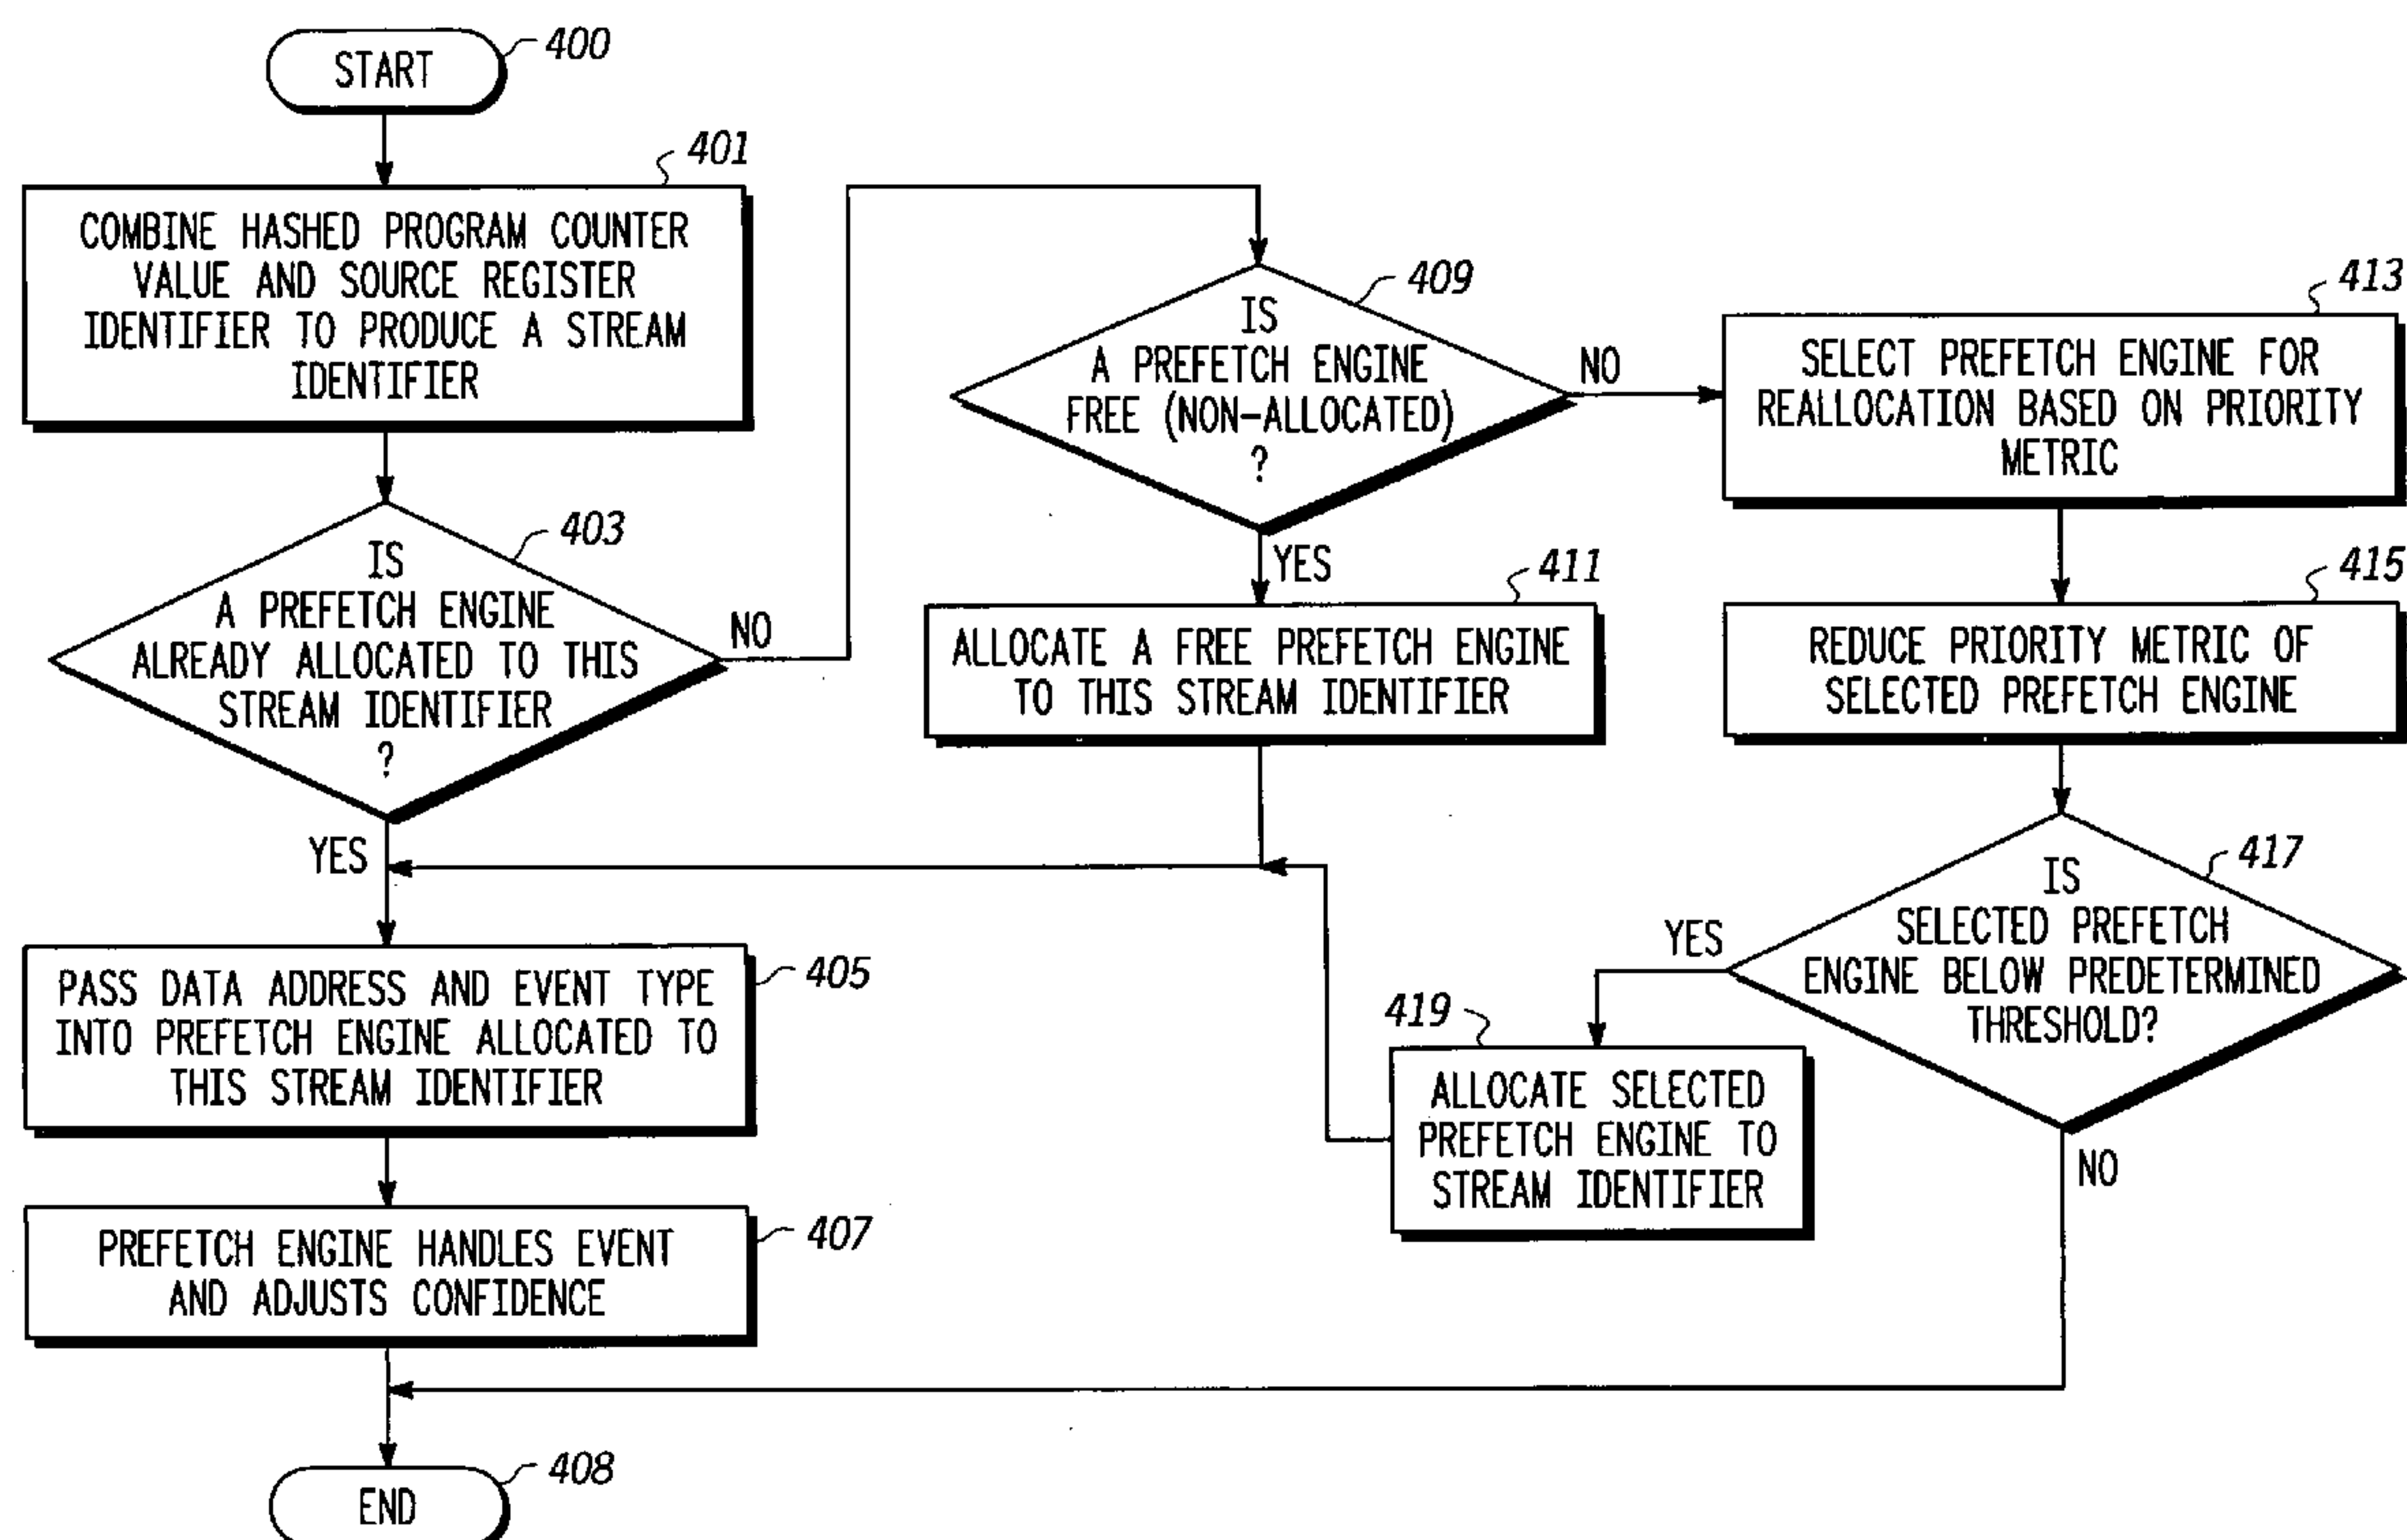 START
400
401
COMBINE HASHED PROGRAM COUNTER
VALUE AND SOURCE REGISTER
IDENTIFIER TO PRODUCE A STREAM
IDENTIFIER
403
IS
A PREFETCH ENGINE
ALREADY ALLOCATED TO THIS
STREAM IDENTIFIER
?
NO
YES
405
PASS DATA ADDRESS AND EVENT TYPE
INTO PREFETCH ENGINE ALLOCATED TO
THIS STREAM IDENTIFIER
407
PREFETCH ENGINE HANDLES EVENT
AND ADJUSTS CONFIDENCE
408
END
409
IS
A PREFETCH ENGINE
FREE (NON-ALLOCATED)
?
NO
YES
411
ALLOCATE A FREE PREFETCH ENGINE
TO THIS STREAM IDENTIFIER
413
SELECT PREFETCH ENGINE FOR
REALLOCATION BASED ON PRIORITY
METRIC
415
REDUCE PRIORITY METRIC OF
SELECTED PREFETCH ENGINE
417
IS
SELECTED PREFETCH
ENGINE BELOW PREDETERMINED
THRESHOLD?
YES
NO
419
ALLOCATE SELECTED
PREFETCH ENGINE TO
STREAM IDENTIFIER